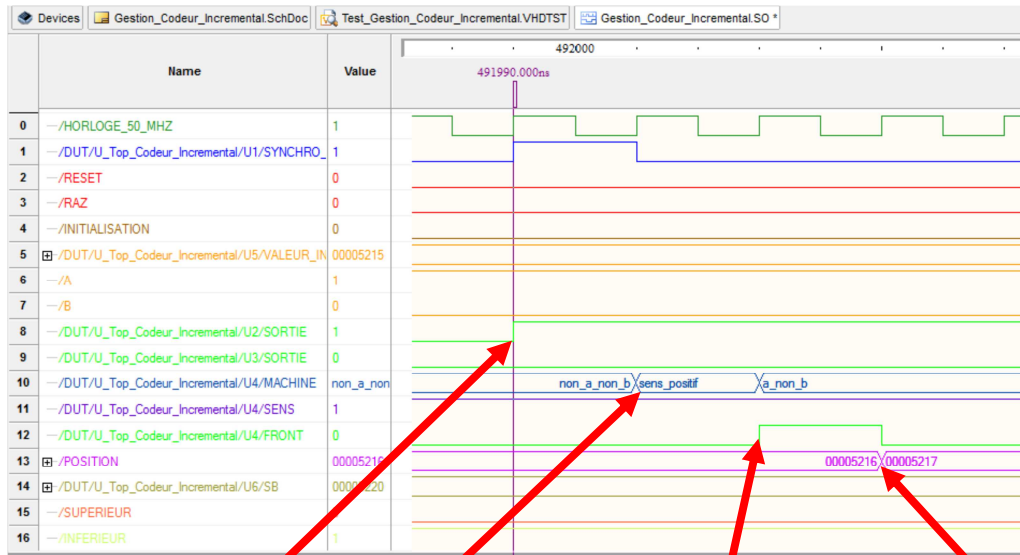 Devices Gestion_Codeur_Incremental.SchDoc Test_Gestion_Codeur_Incremental.VHDTST Gestion_Codeur_Incremental.SO *
492000
Name Value 491990.000ns
0 /HORLOGE_50_MHZ 1
1 /DUT/U_Top_Codeur_Incremental/U1/SYNCHRO_ 1
2 /RESET 0
3 /RAZ 0
4 /INITIALISATION 0
5 /DUT/U_Top_Codeur_Incremental/U5/VALEUR_IN 00005215
6 /A 1
7 /B 0
8 /DUT/U_Top_Codeur_Incremental/U2/SORTIE 1
9 /DUT/U_Top_Codeur_Incremental/U3/SORTIE 0
10 /DUT/U_Top_Codeur_Incremental/U4/MACHINE non_a_non non_a_non_b sens_positif a_non_b
11 /DUT/U_Top_Codeur_Incremental/U4/SENS 1
12 /DUT/U_Top_Codeur_Incremental/U4/FRONT 0
13 /POSITION 00005216 00005216 00005217
14 /DUT/U_Top_Codeur_Incremental/U6/SB
15 /SUPERIEUR
16 /INFERIEUR 1